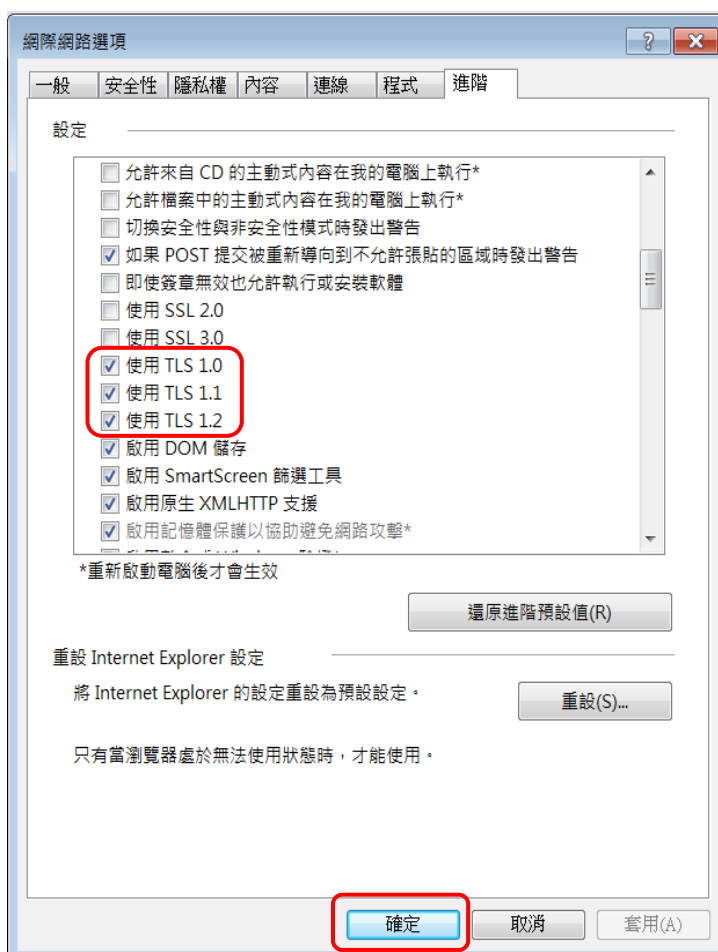 網際網路選項
一般 安全性 隱私權 內容 連線 程式 進階
設定
允許來自 CD 的主動式內容在我的電腦上執行*
允許檔案中的主動式內容在我的電腦上執行*
切換安全性與非安全性模式時發出警告
如果 POST 提交被重新導向到不允許張貼的區域時發出警告
即使簽章無效也允許執行或安裝軟體
使用 SSL 2.0
使用 SSL 3.0
使用 TLS 1.0
使用 TLS 1.1
使用 TLS 1.2
啟用 DOM 儲存
啟用 SmartScreen 篩選工具
啟用原生 XMLHTTP 支援
啟用記憶體保護以協助避免網路攻擊*
*重新啟動電腦後才會生效
還原進階預設值(R)
重設 Internet Explorer 設定
將 Internet Explorer 的設定重設為預設設定。
重設(S)...
只有當瀏覽器處於無法使用狀態時，才能使用。
確定 取消 套用(A)